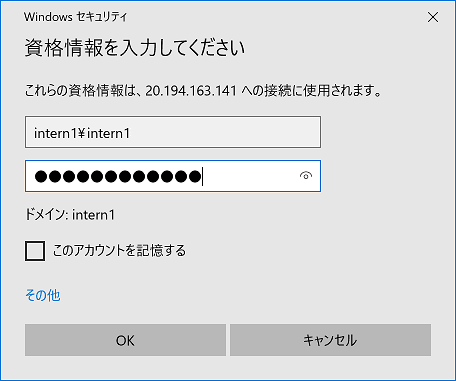 Windows セキュリティ
資格情報を入力してください
これらの資格情報は、20.194.163.141 への接続に使用されます。
intern1¥intern1
●●●●●●●●●●●●
ドメイン: intern1
このアカウントを記憶する
その他
OK
キャンセル